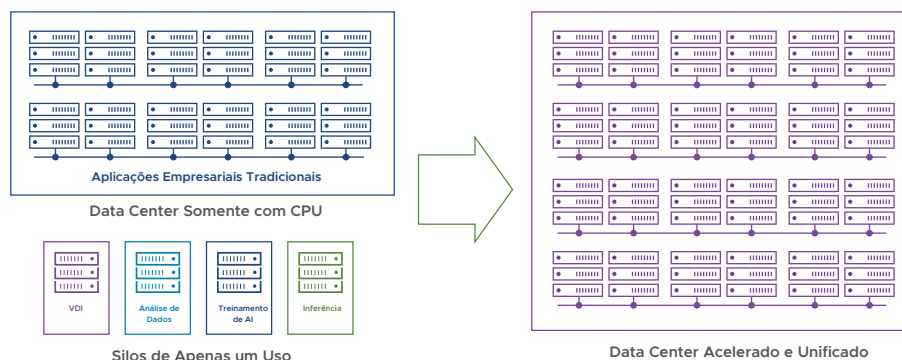 Aplicações Empresariais Tradicionais
Data Center Somente com CPU
VDI
Análise de
Dados
Treinamento
de AI
Inferência
Silos de Apenas um Uso
Data Center Acelerado e Unificado